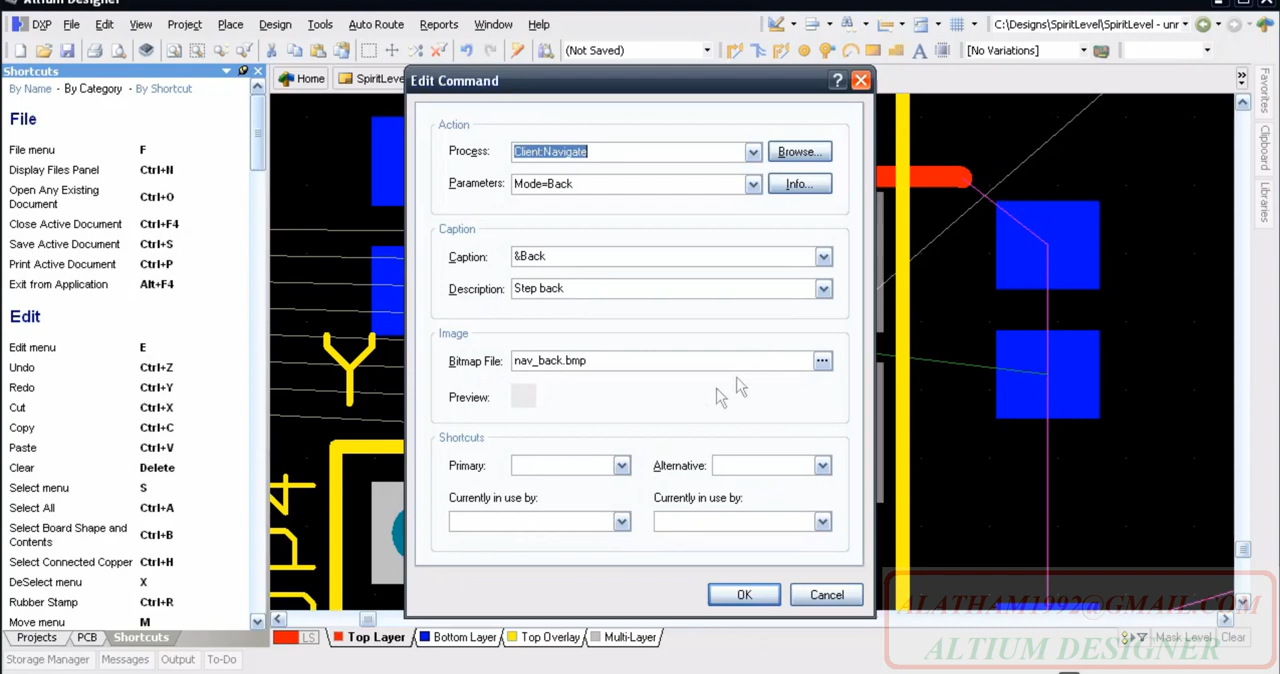 Altium Designer
DXP File Edit View Project Place Design Tools Auto Route Reports Window Help
C:\Designs\SpiritLevel\SpiritLevel - unr
(Not Saved) [No Variations]
Shortcuts
By Name - By Category - By Shortcut
Home SpiritLeve
File
File menu F
Display Files Panel Ctrl+N
Open Any Existing
Document Ctrl+O
Close Active Document Ctrl+F4
Save Active Document Ctrl+S
Print Active Document Ctrl+P
Exit from Application Alt+F4
Edit
Edit menu E
Undo Ctrl+Z
Redo Ctrl+Y
Cut Ctrl+X
Copy Ctrl+C
Paste Ctrl+V
Clear Delete
Select menu S
Select All Ctrl+A
Select Board Shape and
Contents Ctrl+B
Select Connected Copper Ctrl+H
DeSelect menu X
Rubber Stamp Ctrl+R
Move menu M
Projects PCB Shortcuts
Storage Manager Messages Output To-Do
Edit Command
Action
Process: Client:Navigate Browse...
Parameters: Mode=Back Info...
Caption
Caption: &Back
Description: Step back
Image
Bitmap File: nav_back.bmp ...
Preview:
Shortcuts
Primary: Alternative:
Currently in use by: Currently in use by:
OK Cancel
Y
Favorites
Clipboard
Libraries
LS Top Layer Bottom Layer Top Overlay Multi-Layer
Mask Level Clear
ALATHAM1992@GMAIL.COM
ALTIUM DESIGNER